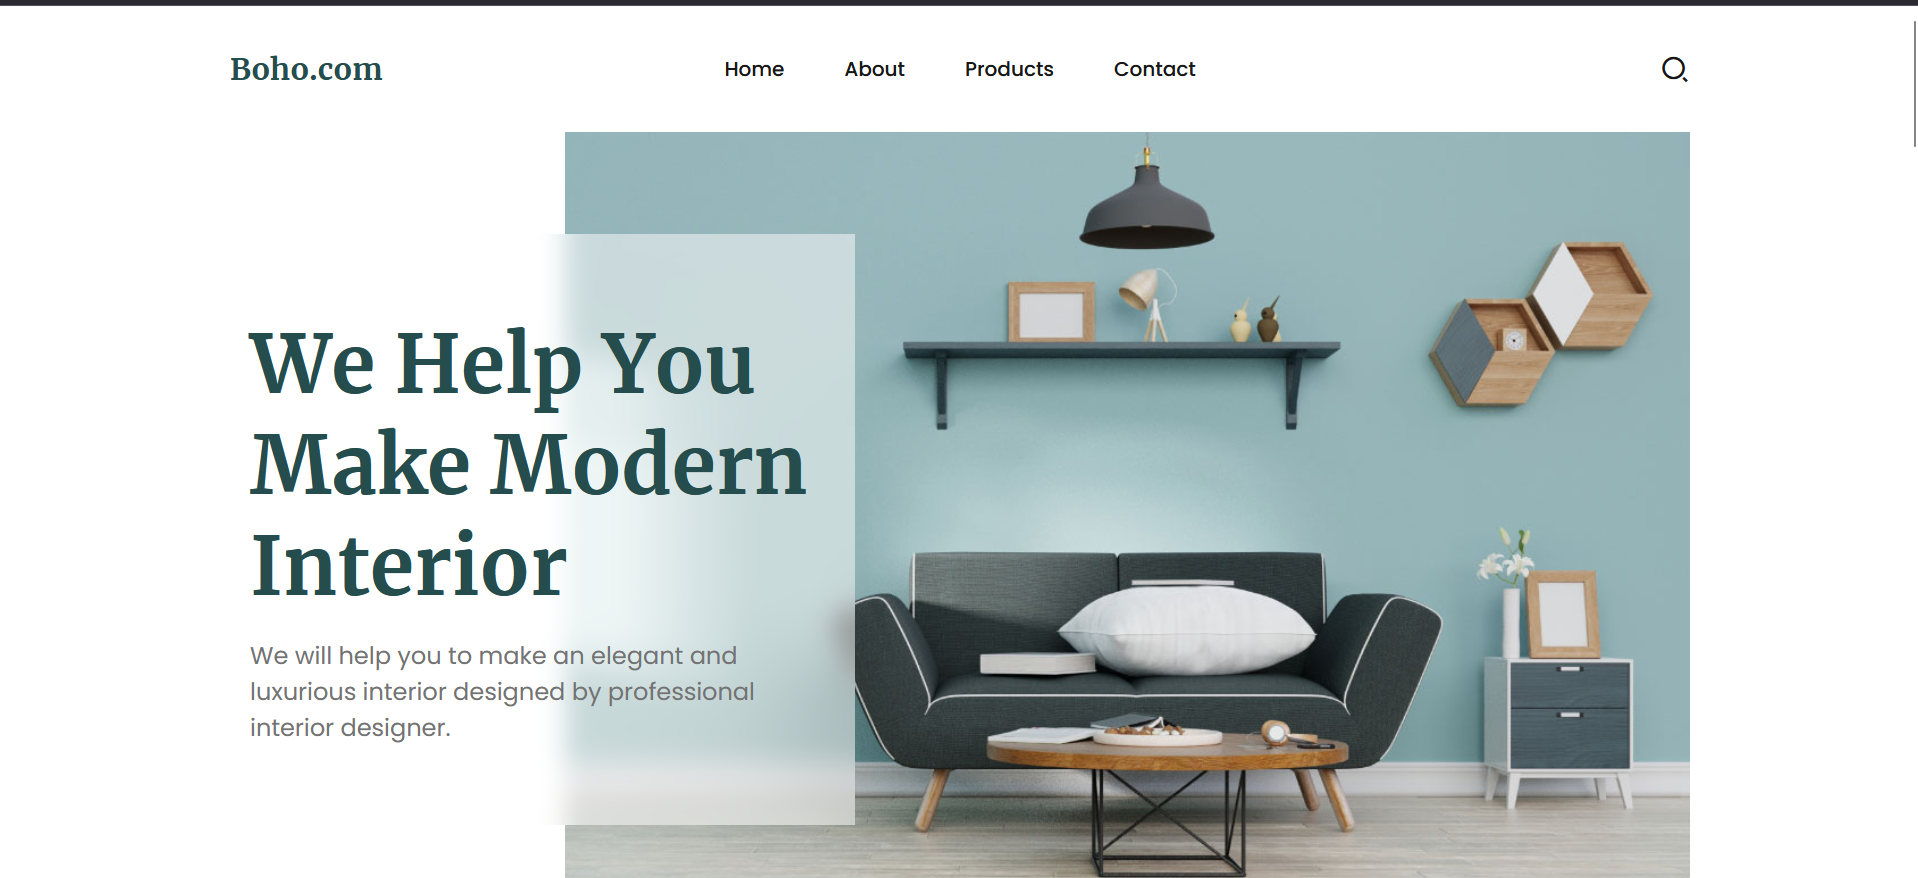 Boho.com
Home About Products Contact
We Help You
Make Modern
Interior
We will help you to make an elegant and
luxurious interior designed by professional
interior designer.